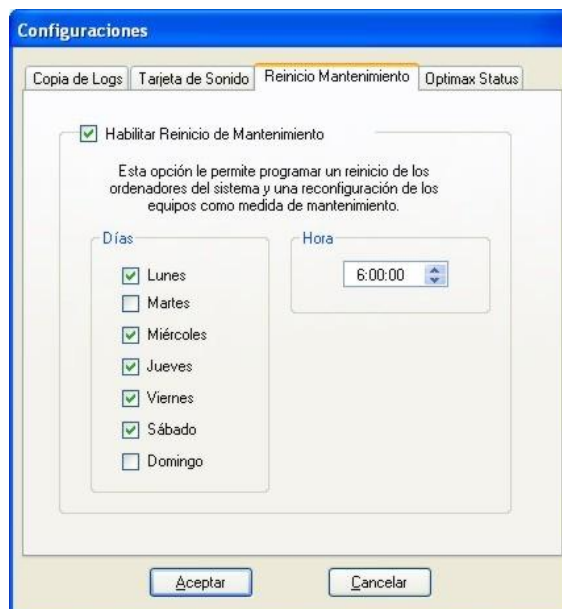 Configuraciones
Copia de Logs Tarjeta de Sonido Reinicio Mantenimiento Optimax Status
Habilitar Reinicio de Mantenimiento
Esta opción le permite programar un reinicio de los
ordenadores del sistema y una reconfiguración de los
equipos como medida de mantenimiento.
Días Hora
Lunes 6:00:00
Martes
Miércoles
Jueves
Viernes
Sábado
Domingo
Aceptar Cancelar